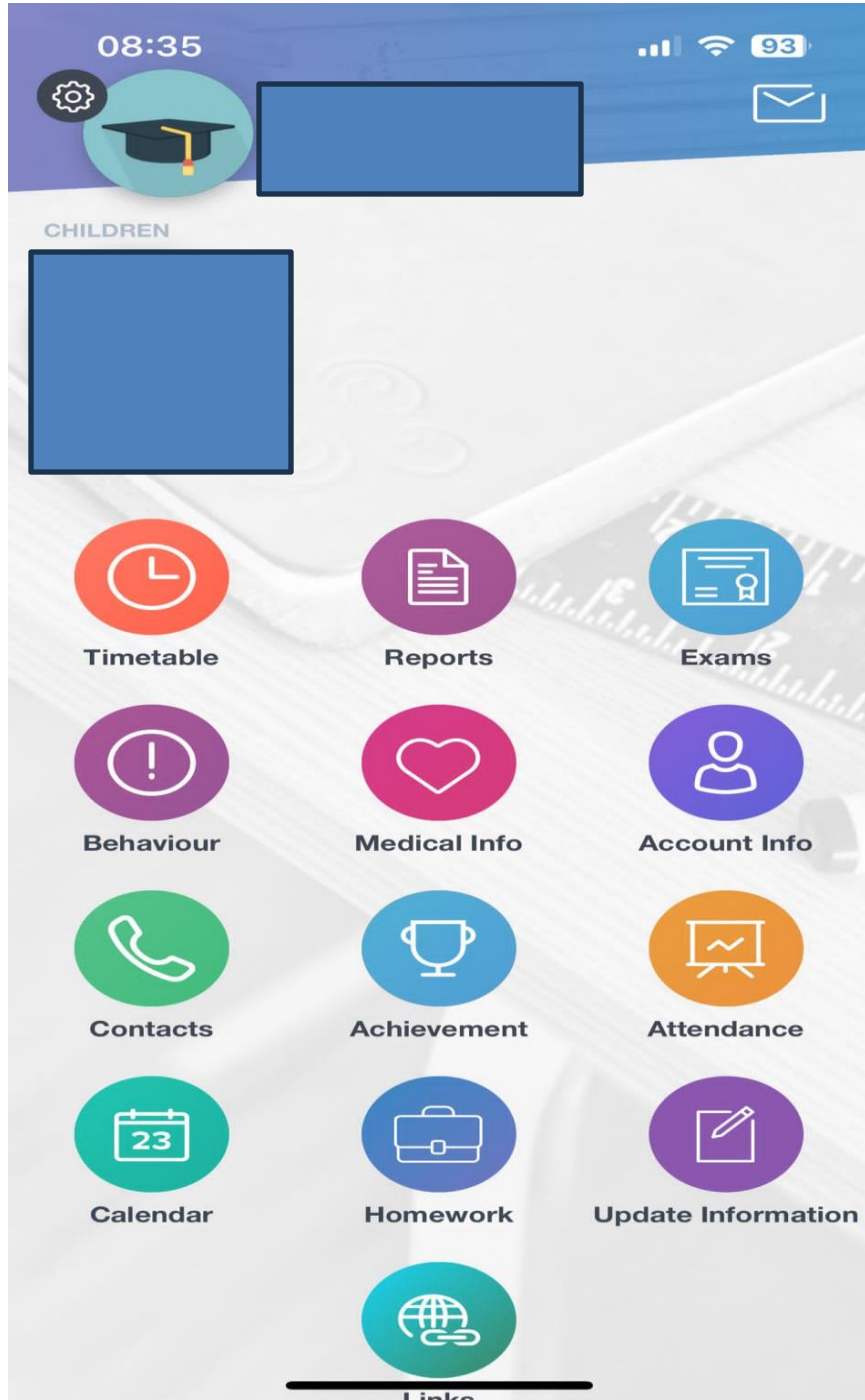 08:35
93
CHILDREN
Timetable
Reports
Exams
Behaviour
Medical Info
Account Info
Contacts
Achievement
Attendance
23
Calendar
Homework
Update Information
Links